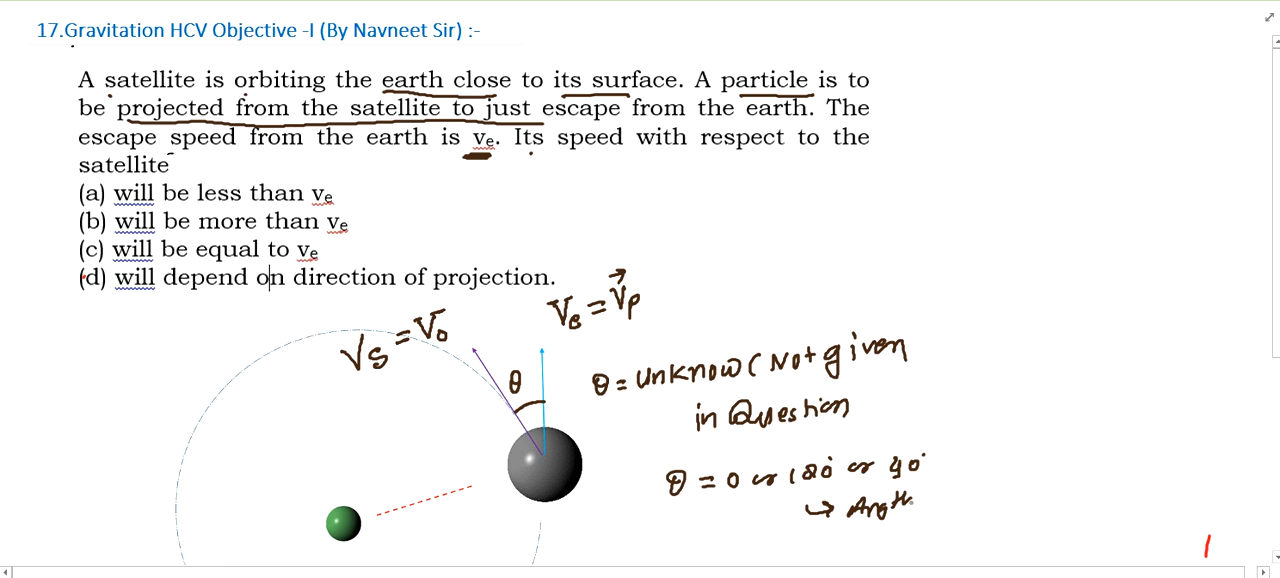 17.Gravitation HCV Objective -I (By Navneet Sir) :-
A satellite is orbiting the earth close to its surface. A particle is to
be projected from the satellite to just escape from the earth. The
escape speed from the earth is ve. Its speed with respect to the
satellite
(a) will be less than ve
(b) will be more than ve
(c) will be equal to ve
(d) will depend on direction of projection.
Vs = Vo
Ve = Vp
θ
θ = unknow (Not given
in Question
θ = 0 or 180 or 90°
1